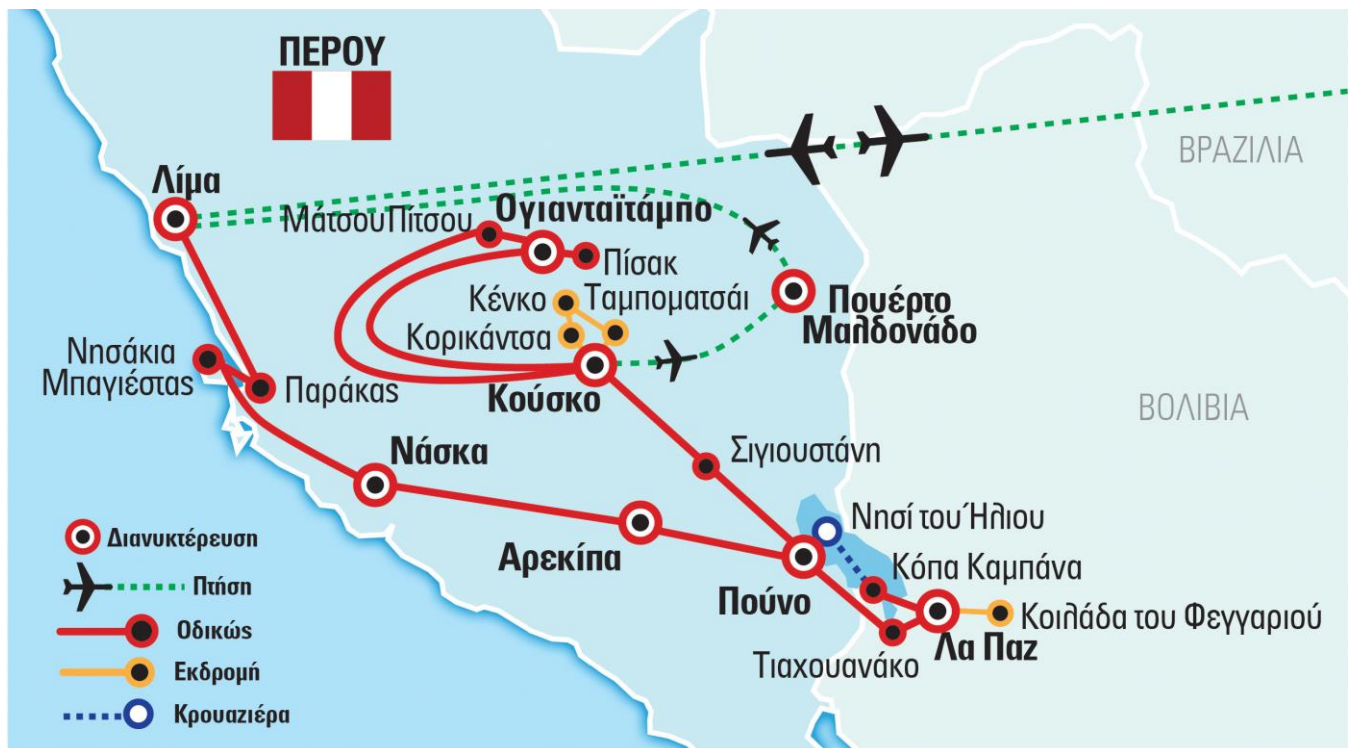 ΠΕΡΟΥ
ΒΡΑΖΙΛΙΑ
Λίμα
Ογιανταϊτάμπο
ΜάτσουΠίτσου
Πίσακ
Κένκο
Ταμποματσάι
Πουέρτο
Μαλδονάδο
Κορικάντσα
Νησάκια
Μπαγιέστας
Παράκας
Κούσκο
ΒΟΛΙΒΙΑ
Νάσκα
Σιγιουστάνη
Νησί του Ήλιου
Αρεκίπα
Κόπα Καμπάνα
Πούνο
Κοιλάδα του Φεγγαριού
Λα Παζ
Τιαχουανάκο
Διανυκτέρευση
Πτήση
Οδικώς
Εκδρομή
Κρουαζιέρα